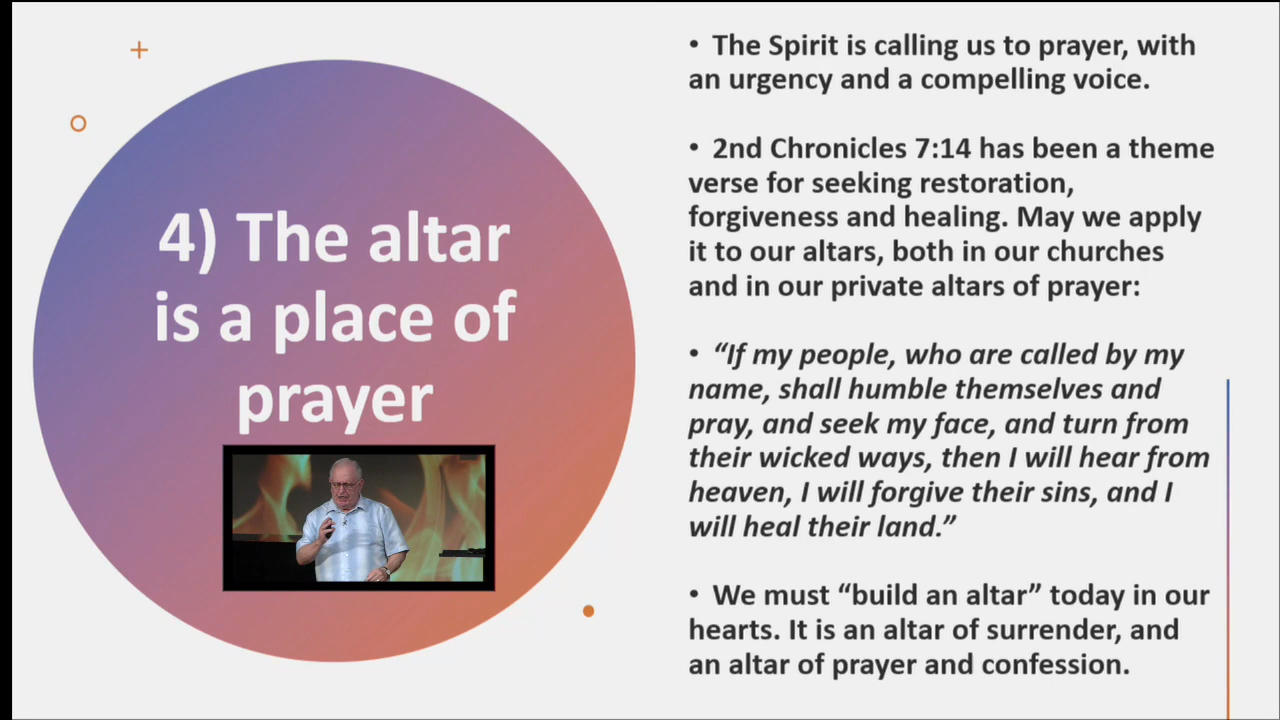 4) The altar
is a place of
prayer
• The Spirit is calling us to prayer, with
an urgency and a compelling voice.
• 2nd Chronicles 7:14 has been a theme
verse for seeking restoration,
forgiveness and healing. May we apply
it to our altars, both in our churches
and in our private altars of prayer:
• “If my people, who are called by my
name, shall humble themselves and
pray, and seek my face, and turn from
their wicked ways, then I will hear from
heaven, I will forgive their sins, and I
will heal their land.”
• We must “build an altar” today in our
hearts. It is an altar of surrender, and
an altar of prayer and confession.